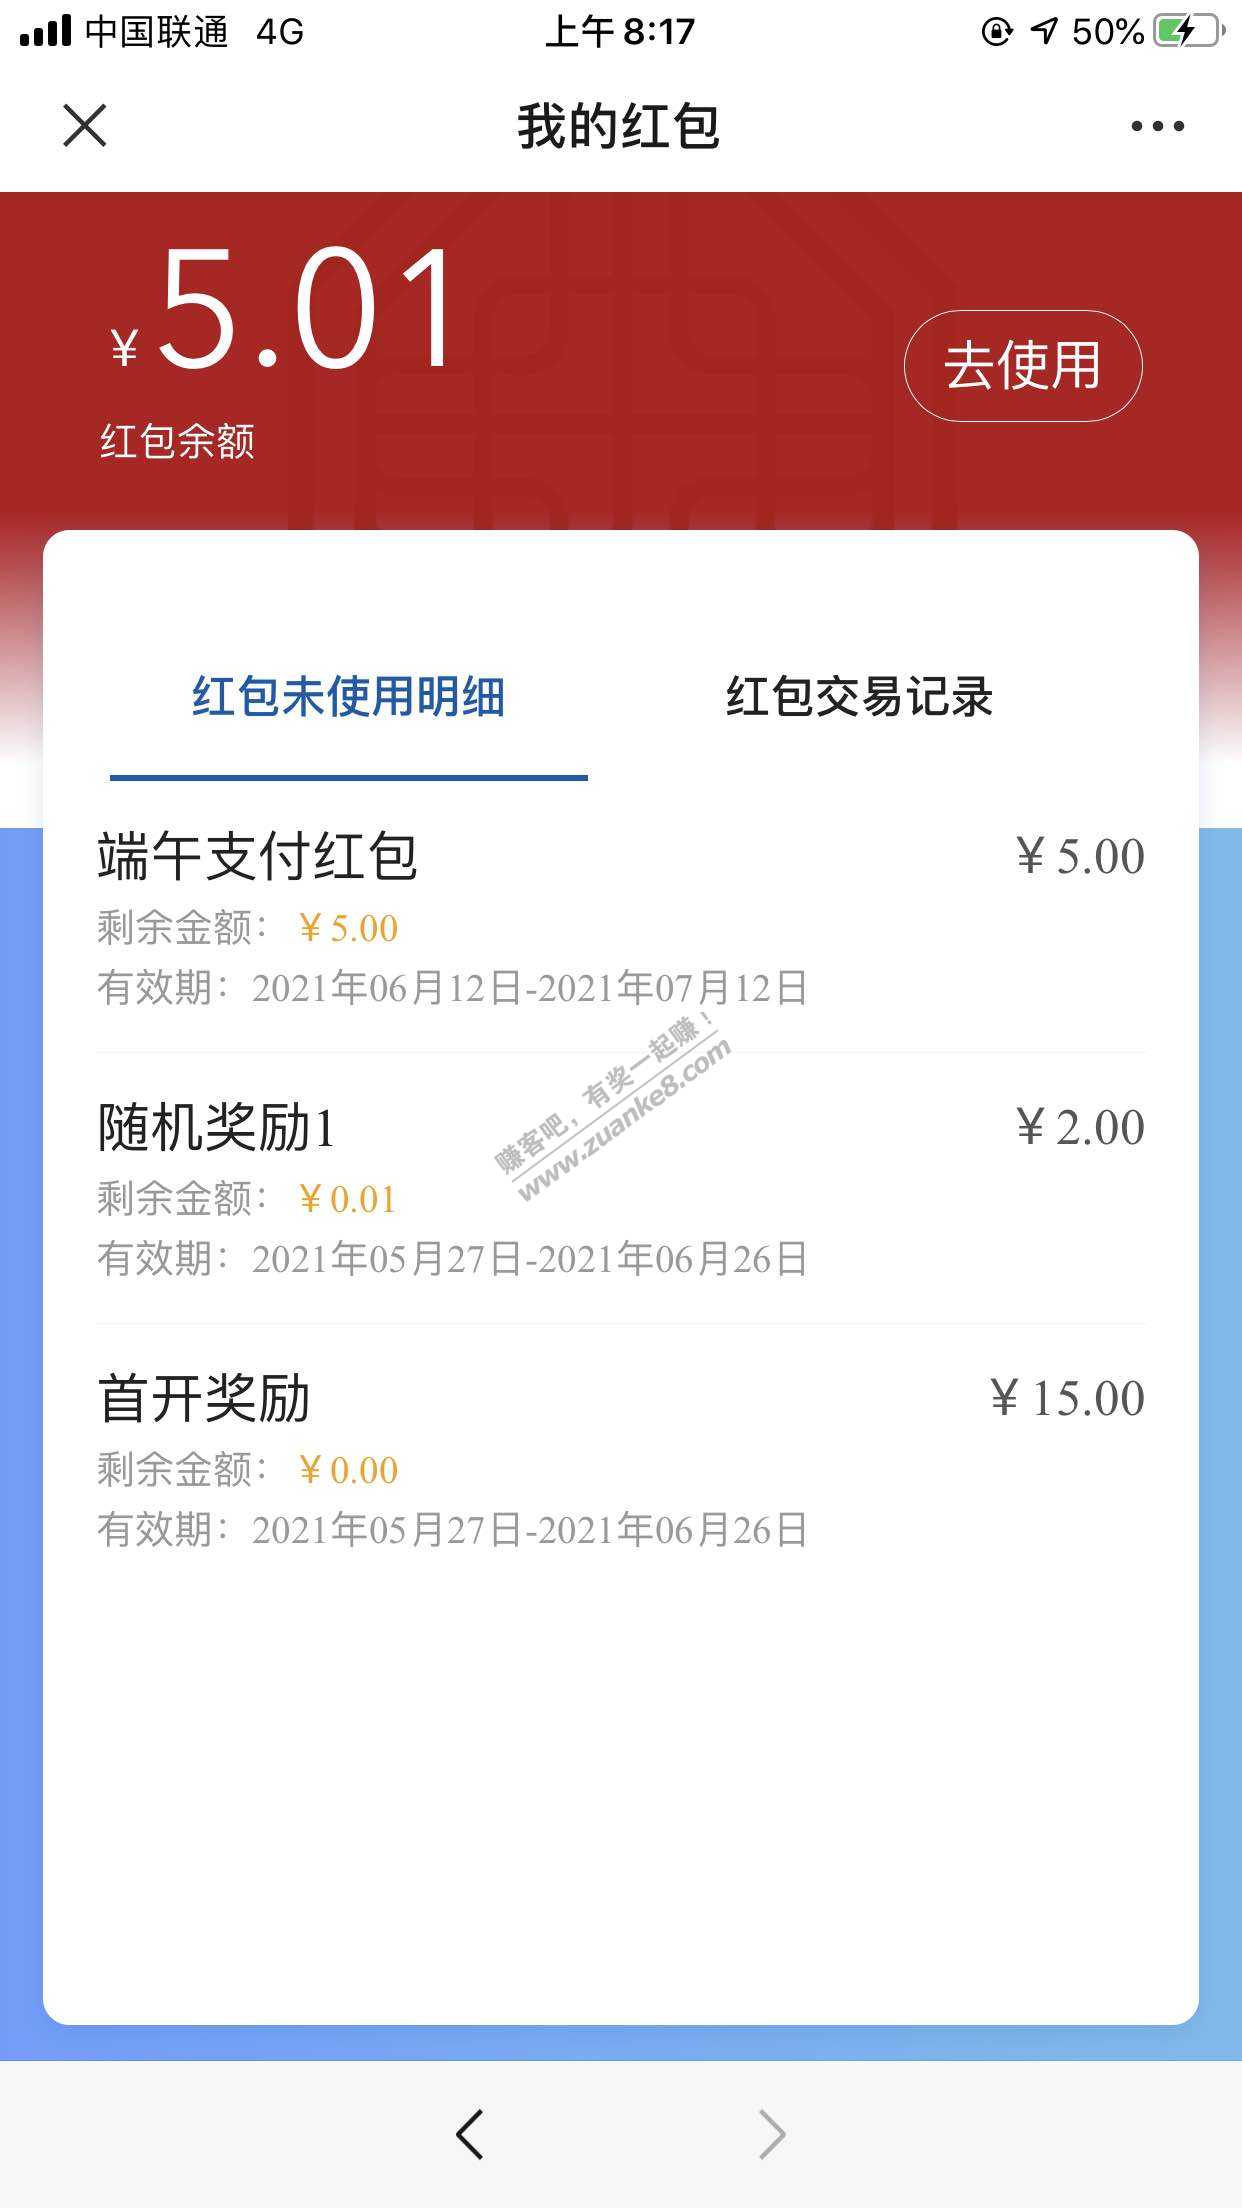 中国联通 4G 上午 8:17 50%
我的红包
¥5.01
去使用
红包余额
红包未使用明细 红包交易记录
端午支付红包 ¥5.00
剩余金额： ¥5.00
有效期：2021年06月12日-2021年07月12日
随机奖励1 ¥2.00
剩余金额： ¥0.01
有效期：2021年05月27日-2021年06月26日
首开奖励 ¥15.00
剩余金额： ¥0.00
有效期：2021年05月27日-2021年06月26日
赚客吧，有奖一起赚！
www.zuanke8.com